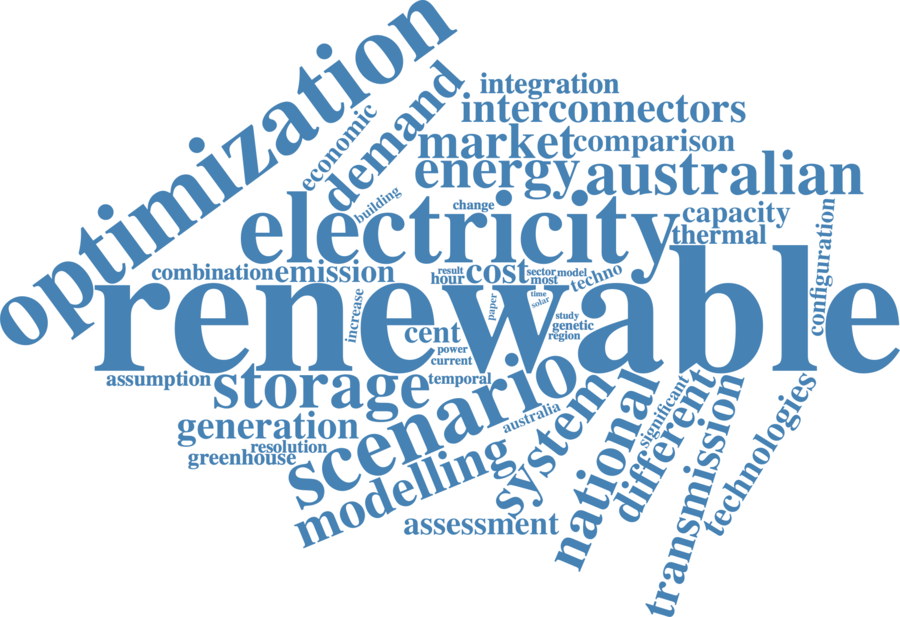 optimization
integration
interconnectors
economic
demand
market
comparison
energy
australian
building
change
electricity
capacity
thermal
configuration
combination
emission
result
hour
cost
sector
model
most
techno
renewable
increase
paper
time
solar
study
genetic
region
cent
power
current
assumption
storage
temporal
scenario
generation
australia
resolution
greenhouse
modelling
system
assessment
national
significant
different
transmission
technologies